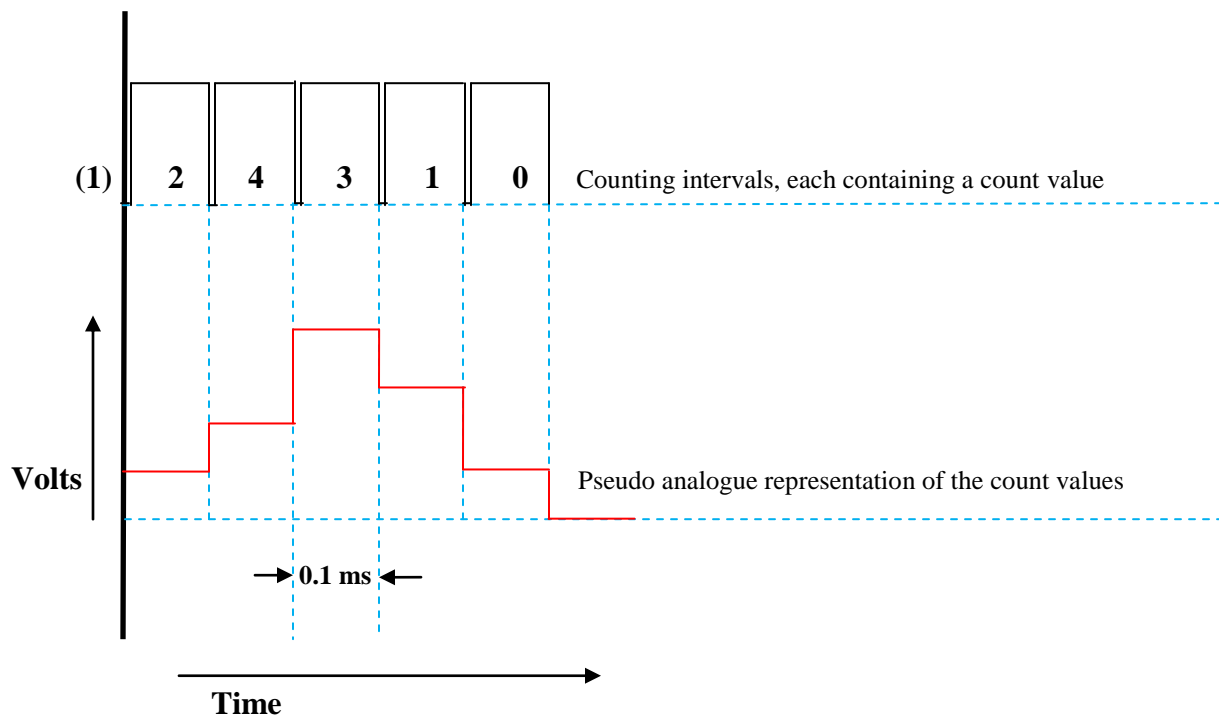 (1) 2 4 3 1 0 Counting intervals, each containing a count value
Volts
Pseudo analogue representation of the count values
0.1 ms
Time